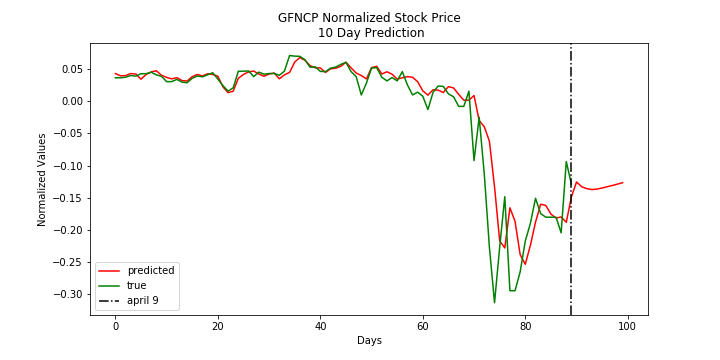 GFNCP Normalized Stock Price
10 Day Prediction
Normalized Values
0.05
0.00
−0.05
−0.10
−0.15
−0.20
−0.25
−0.30
predicted
true
april 9
0 20 40 60 80 100
Days